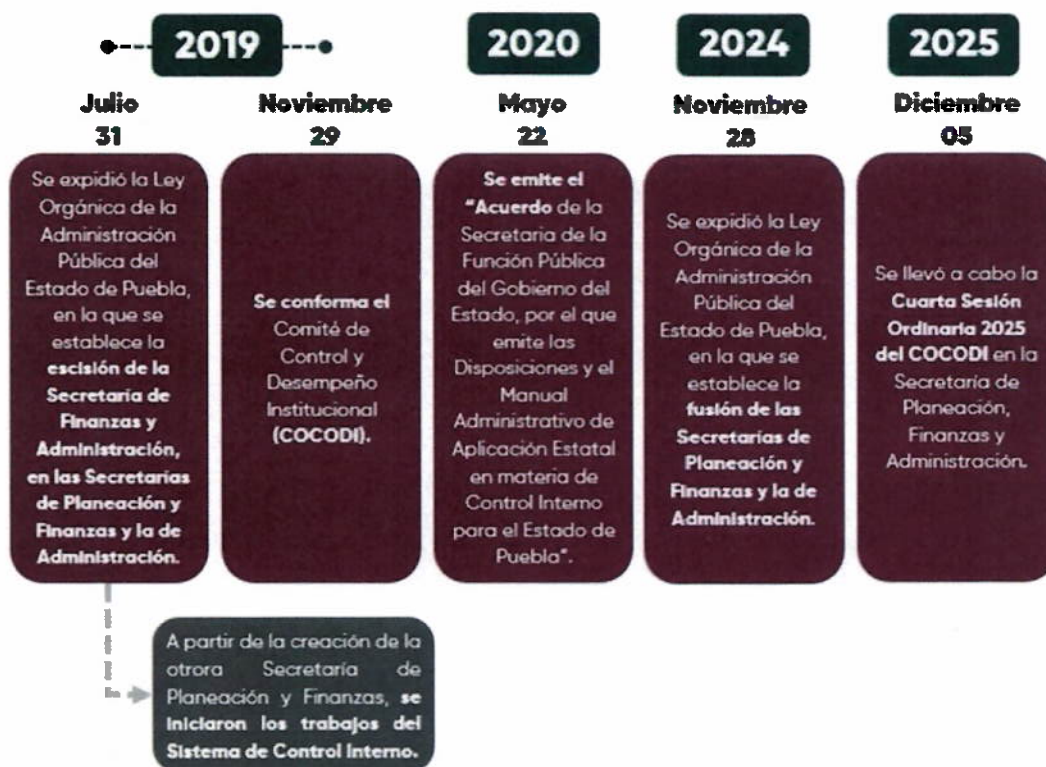 2019
Julio
31
Se expidió la Ley
Orgánica de la
Administración
Pública del
Estado de Puebla,
en la que se
establece la
escisión de la
Secretaría de
Finanzas y
Administración,
en las Secretarías
de Planeación y
Finanzas y la de
Administración.
A partir de la creación de la
otrora Secretaría de
Planeación y Finanzas, se
iniciaron los trabajos del
Sistema de Control Interno.
Noviembre
29
Se conforma el
Comité de
Control y
Desempeño
Institucional
(COCODI).
2020
Mayo
22
Se emite el
"Acuerdo de la
Secretaria de la
Función Pública
del Gobierno del
Estado, por el que
emite las
Disposiciones y el
Manual
Administrativo de
Aplicación Estatal
en materia de
Control Interno
para el Estado de
Puebla".
2024
Noviembre
28
Se expidió la Ley
Orgánica de la
Administración
Pública del
Estado de Puebla,
en la que se
establece la
fusión de las
Secretarías de
Planeación y
Finanzas y la de
Administración.
2025
Diciembre
05
Se llevó a cabo la
Cuarta Sesión
Ordinaria 2025
del COCODI en la
Secretaría de
Planeación,
Finanzas y
Administración.